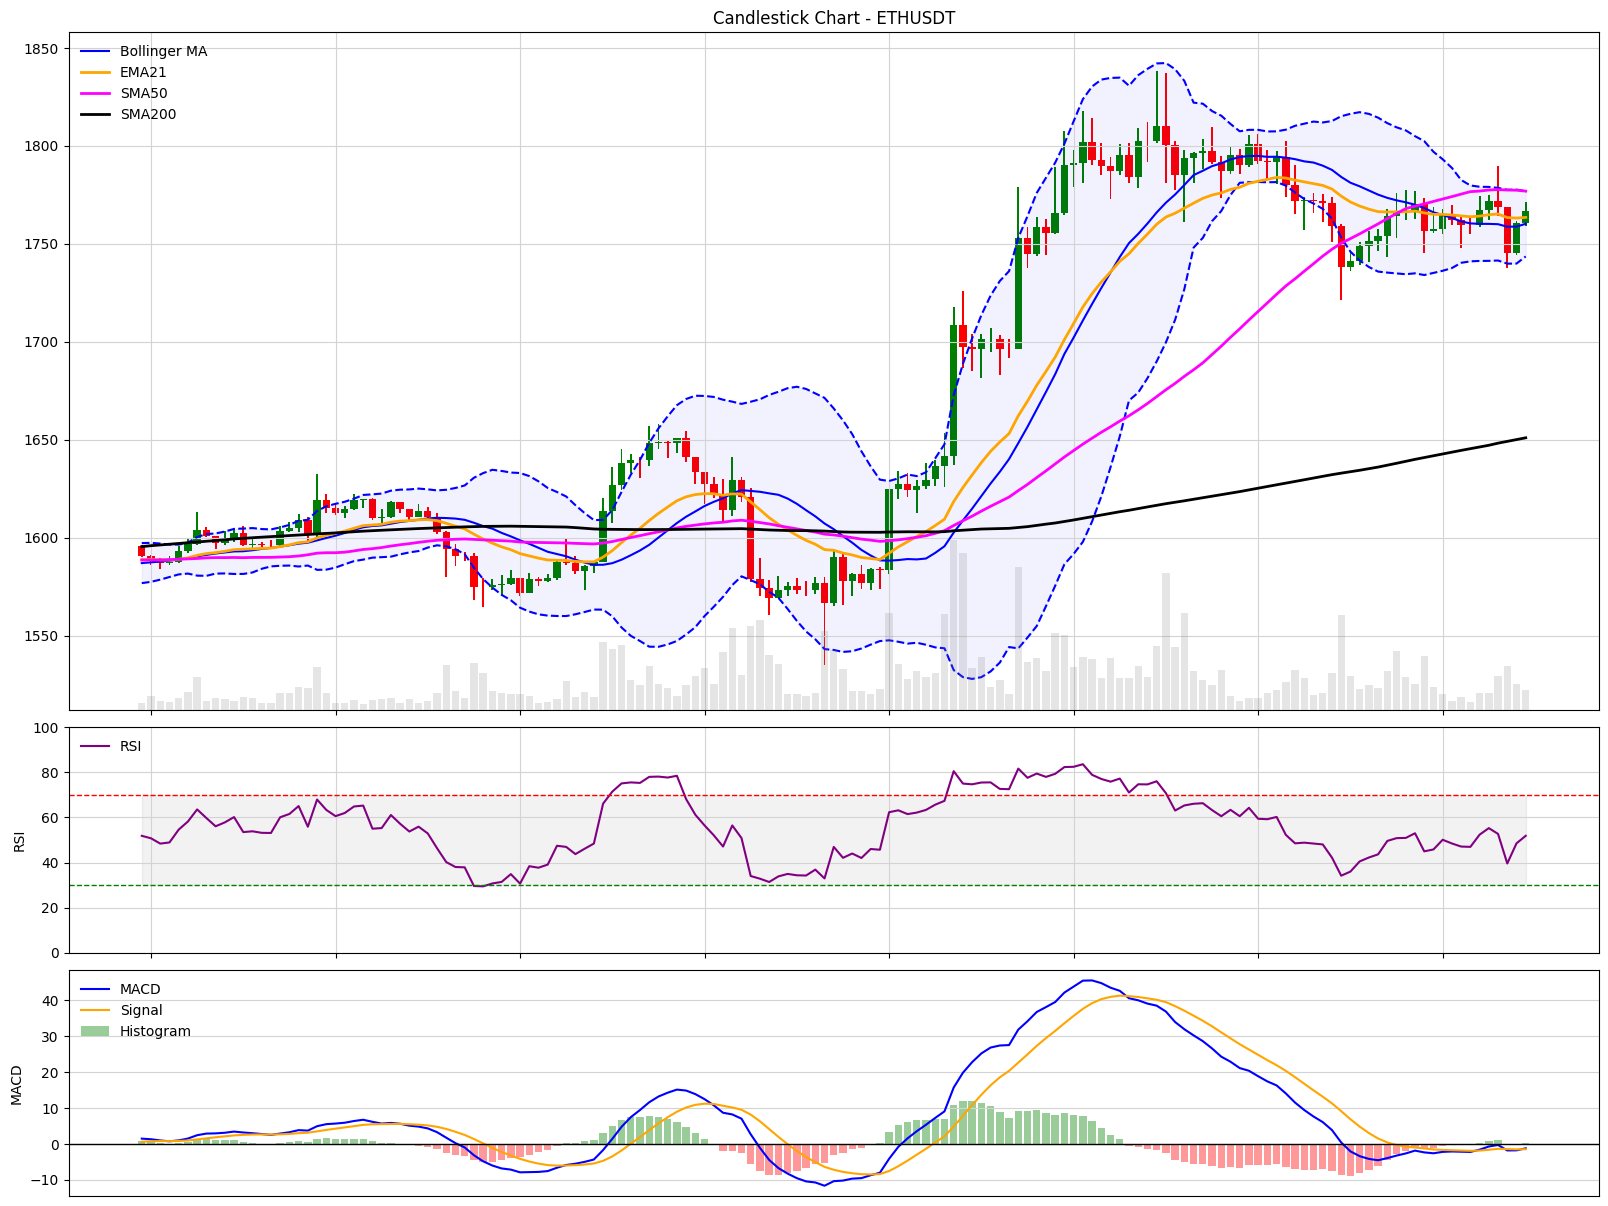 Candlestick Chart - ETHUSDT
1850
1800
1750
1700
1650
1600
1550
Bollinger MA
EMA21
SMA50
SMA200
RSI
100
80
60
40
20
0
RSI
MACD
40
30
20
10
0
−10
MACD
Signal
Histogram